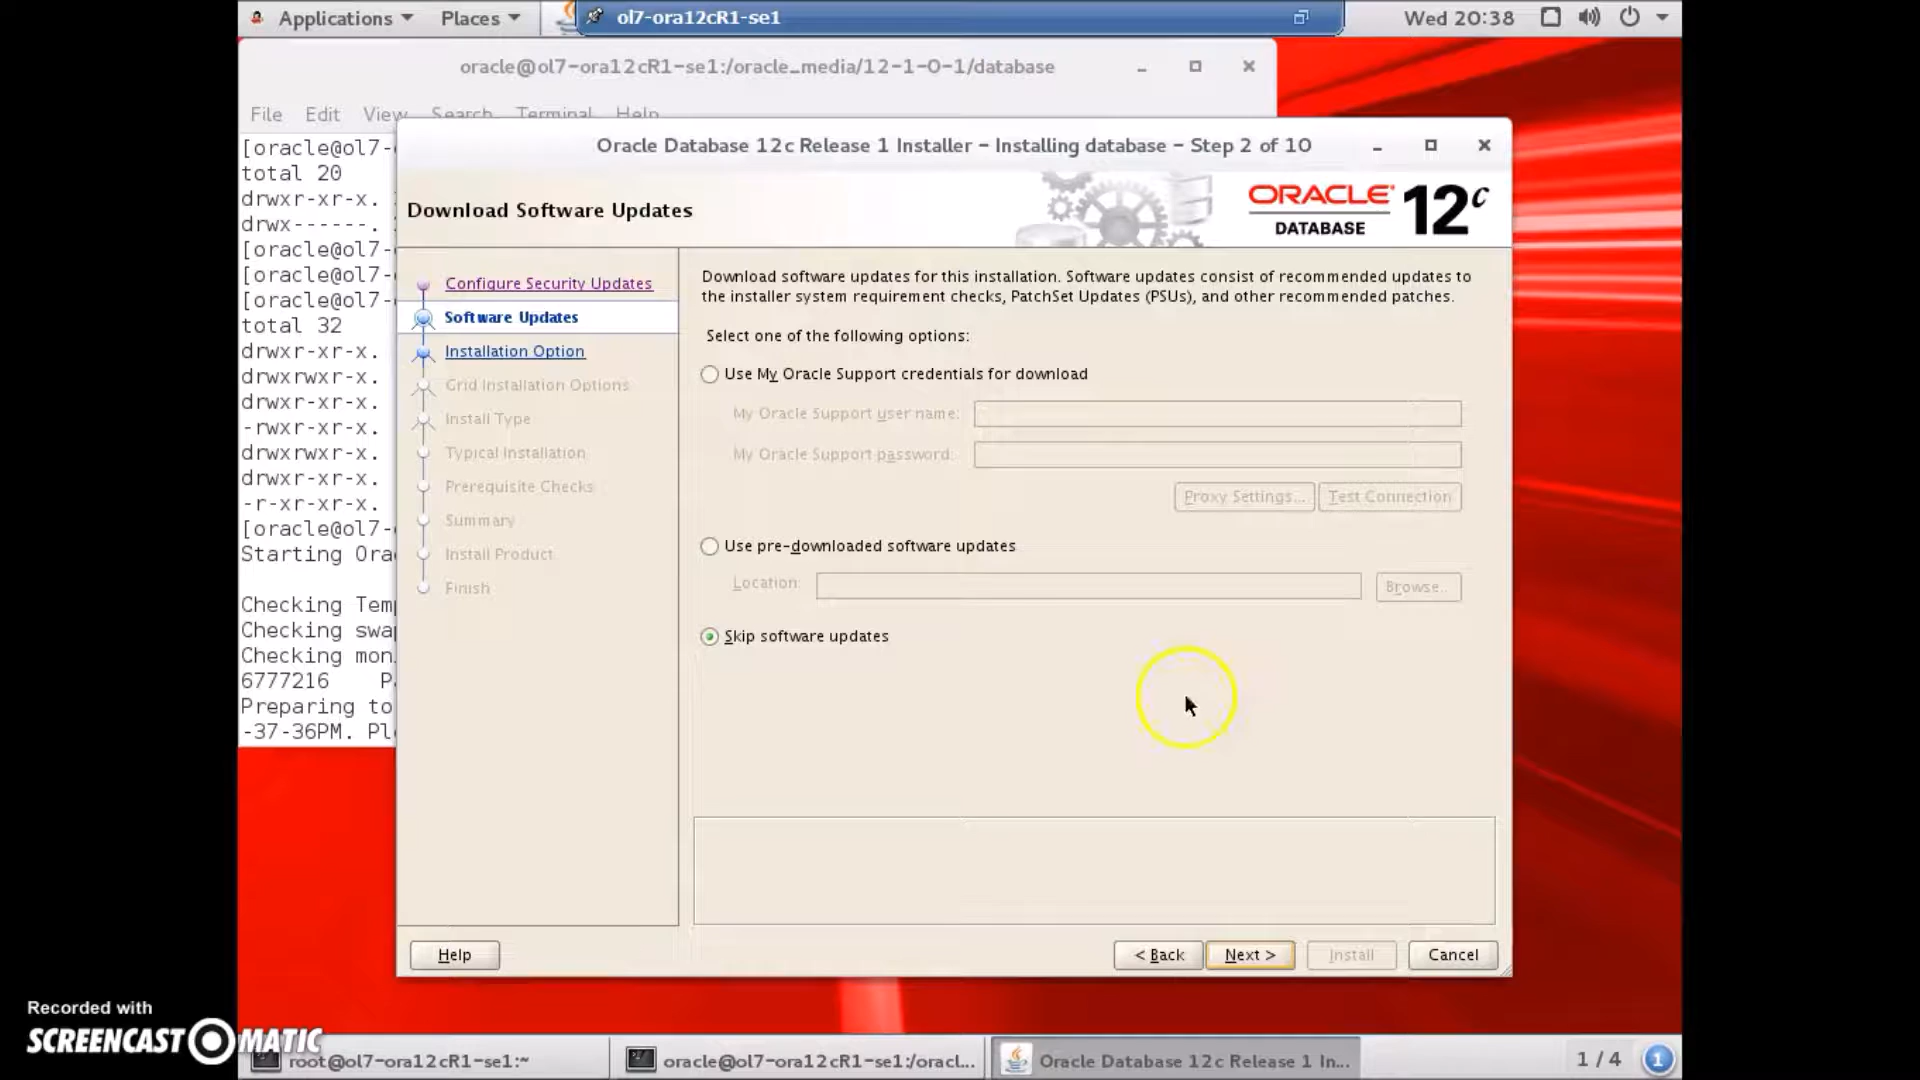 Applications Places ol7-ora12cR1-se1 Wed 20:38
oracle@ol7-ora12cR1-se1:/oracle_media/12-1-0-1/database
File Edit View Search Terminal Help
Oracle Database 12c Release 1 Installer - Installing database - Step 2 of 10
[oracle@ol7-
total 20
drwxr-xr-x.
drwx------.
[oracle@ol7-
[oracle@ol7-
[oracle@ol7-
total 32
drwxr-xr-x.
drwxrwxr-x.
drwxr-xr-x.
-rwxr-xr-x.
drwxrwxr-x.
drwxr-xr-x.
-r-xr-xr-x.
[oracle@ol7-
Starting Ora
Checking Tem
Checking swa
Checking mon
6777216 P
Preparing to
-37-36PM. Pl
Download Software Updates
ORACLE DATABASE 12c
Configure Security Updates
Software Updates
Installation Option
Grid Installation Options
Install Type
Typical Installation
Prerequisite Checks
Summary
Install Product
Finish
Download software updates for this installation. Software updates consist of recommended updates to
the installer system requirement checks, PatchSet Updates (PSUs), and other recommended patches.
Select one of the following options:
Use My Oracle Support credentials for download
My Oracle Support user name:
My Oracle Support password:
Proxy Settings... Test Connection
Use pre-downloaded software updates
Location: Browse...
Skip software updates
Help < Back Next > Install Cancel
Recorded with
SCREENCAST MATIC
root@ol7-ora12cR1-se1:~ oracle@ol7-ora12cR1-se1:/oracl... Oracle Database 12c Release 1 In... 1 / 4 1